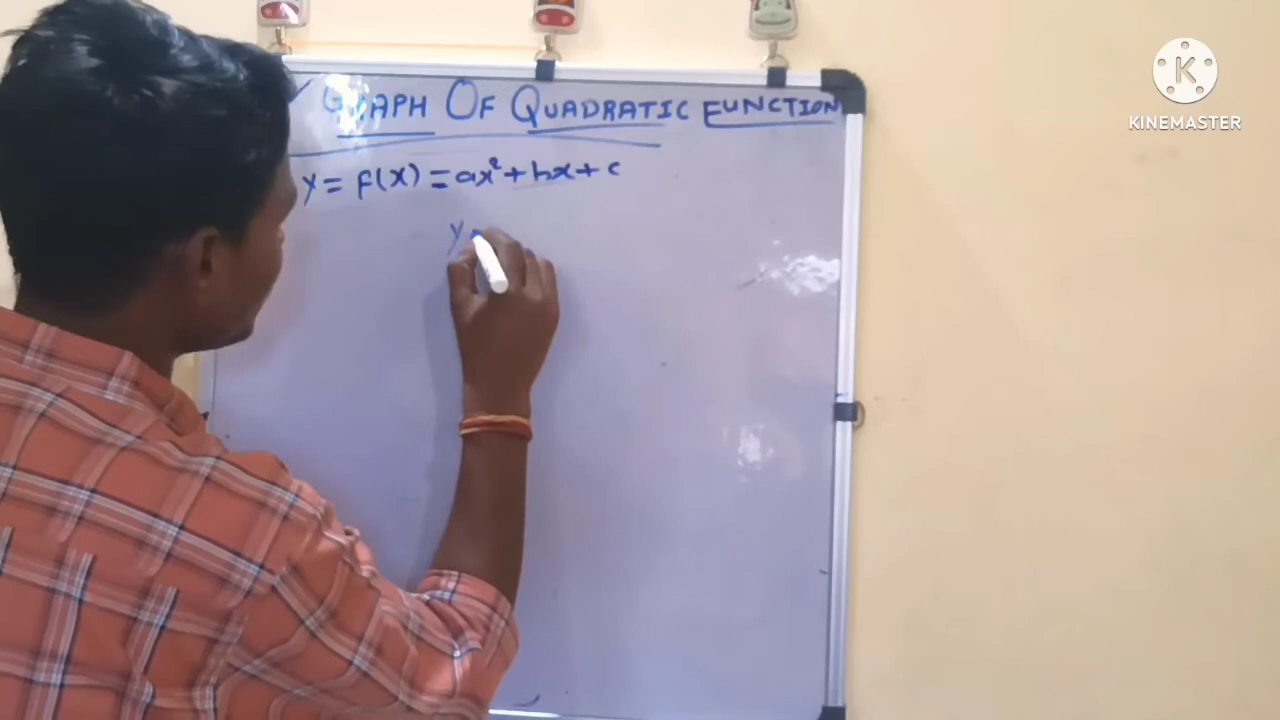 GRAPH OF QUADRATIC FUNCTION
y = f(x) = ax² + bx + c
y =
K
KINEMASTER